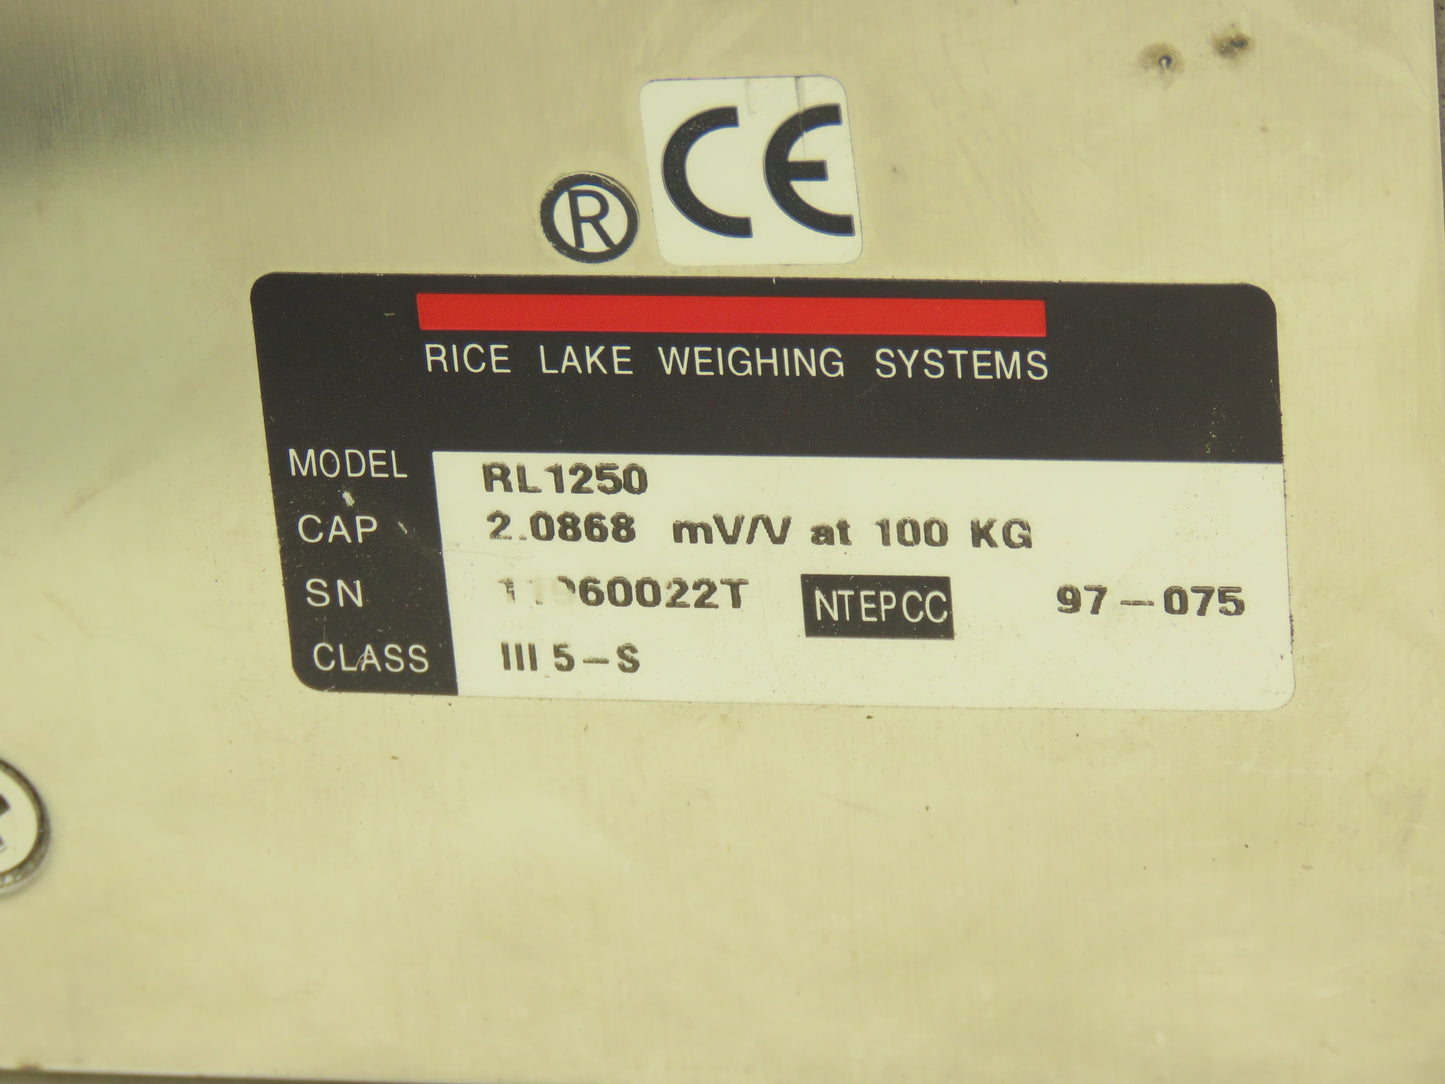 CE
®
RICE LAKE WEIGHING SYSTEMS
MODEL RL1250
CAP 2.0868 mV/V at 100 KG
SN NTEPCC 97-075
CLASS III 5-S